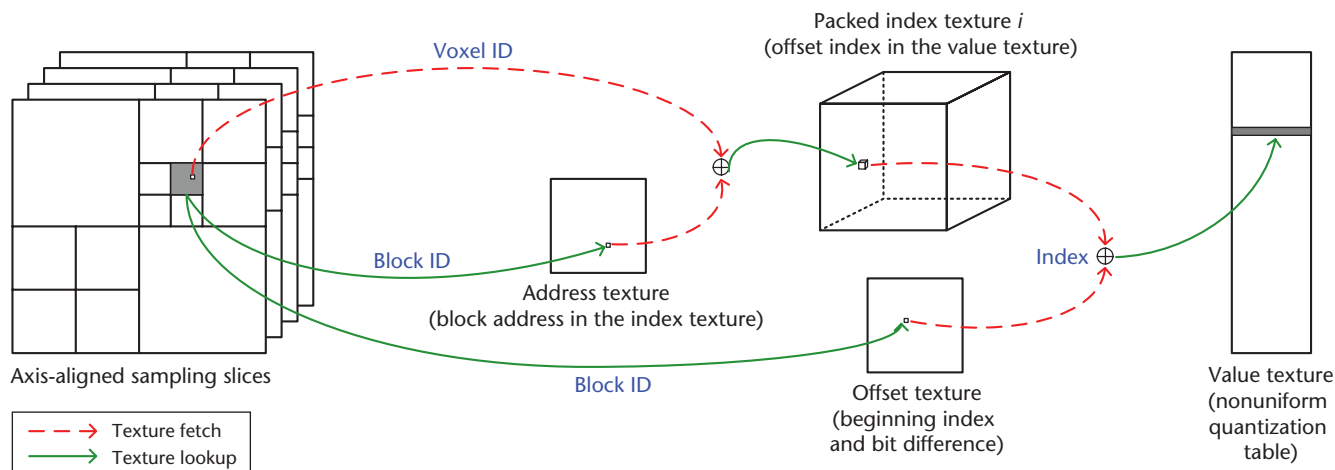 Voxel ID
Packed index texture i
(offset index in the value texture)
Block ID
Address texture
(block address in the index texture)
Index
Axis-aligned sampling slices
Block ID
Offset texture
(beginning index
and bit difference)
Value texture
(nonuniform
quantization
table)
Texture fetch
Texture lookup